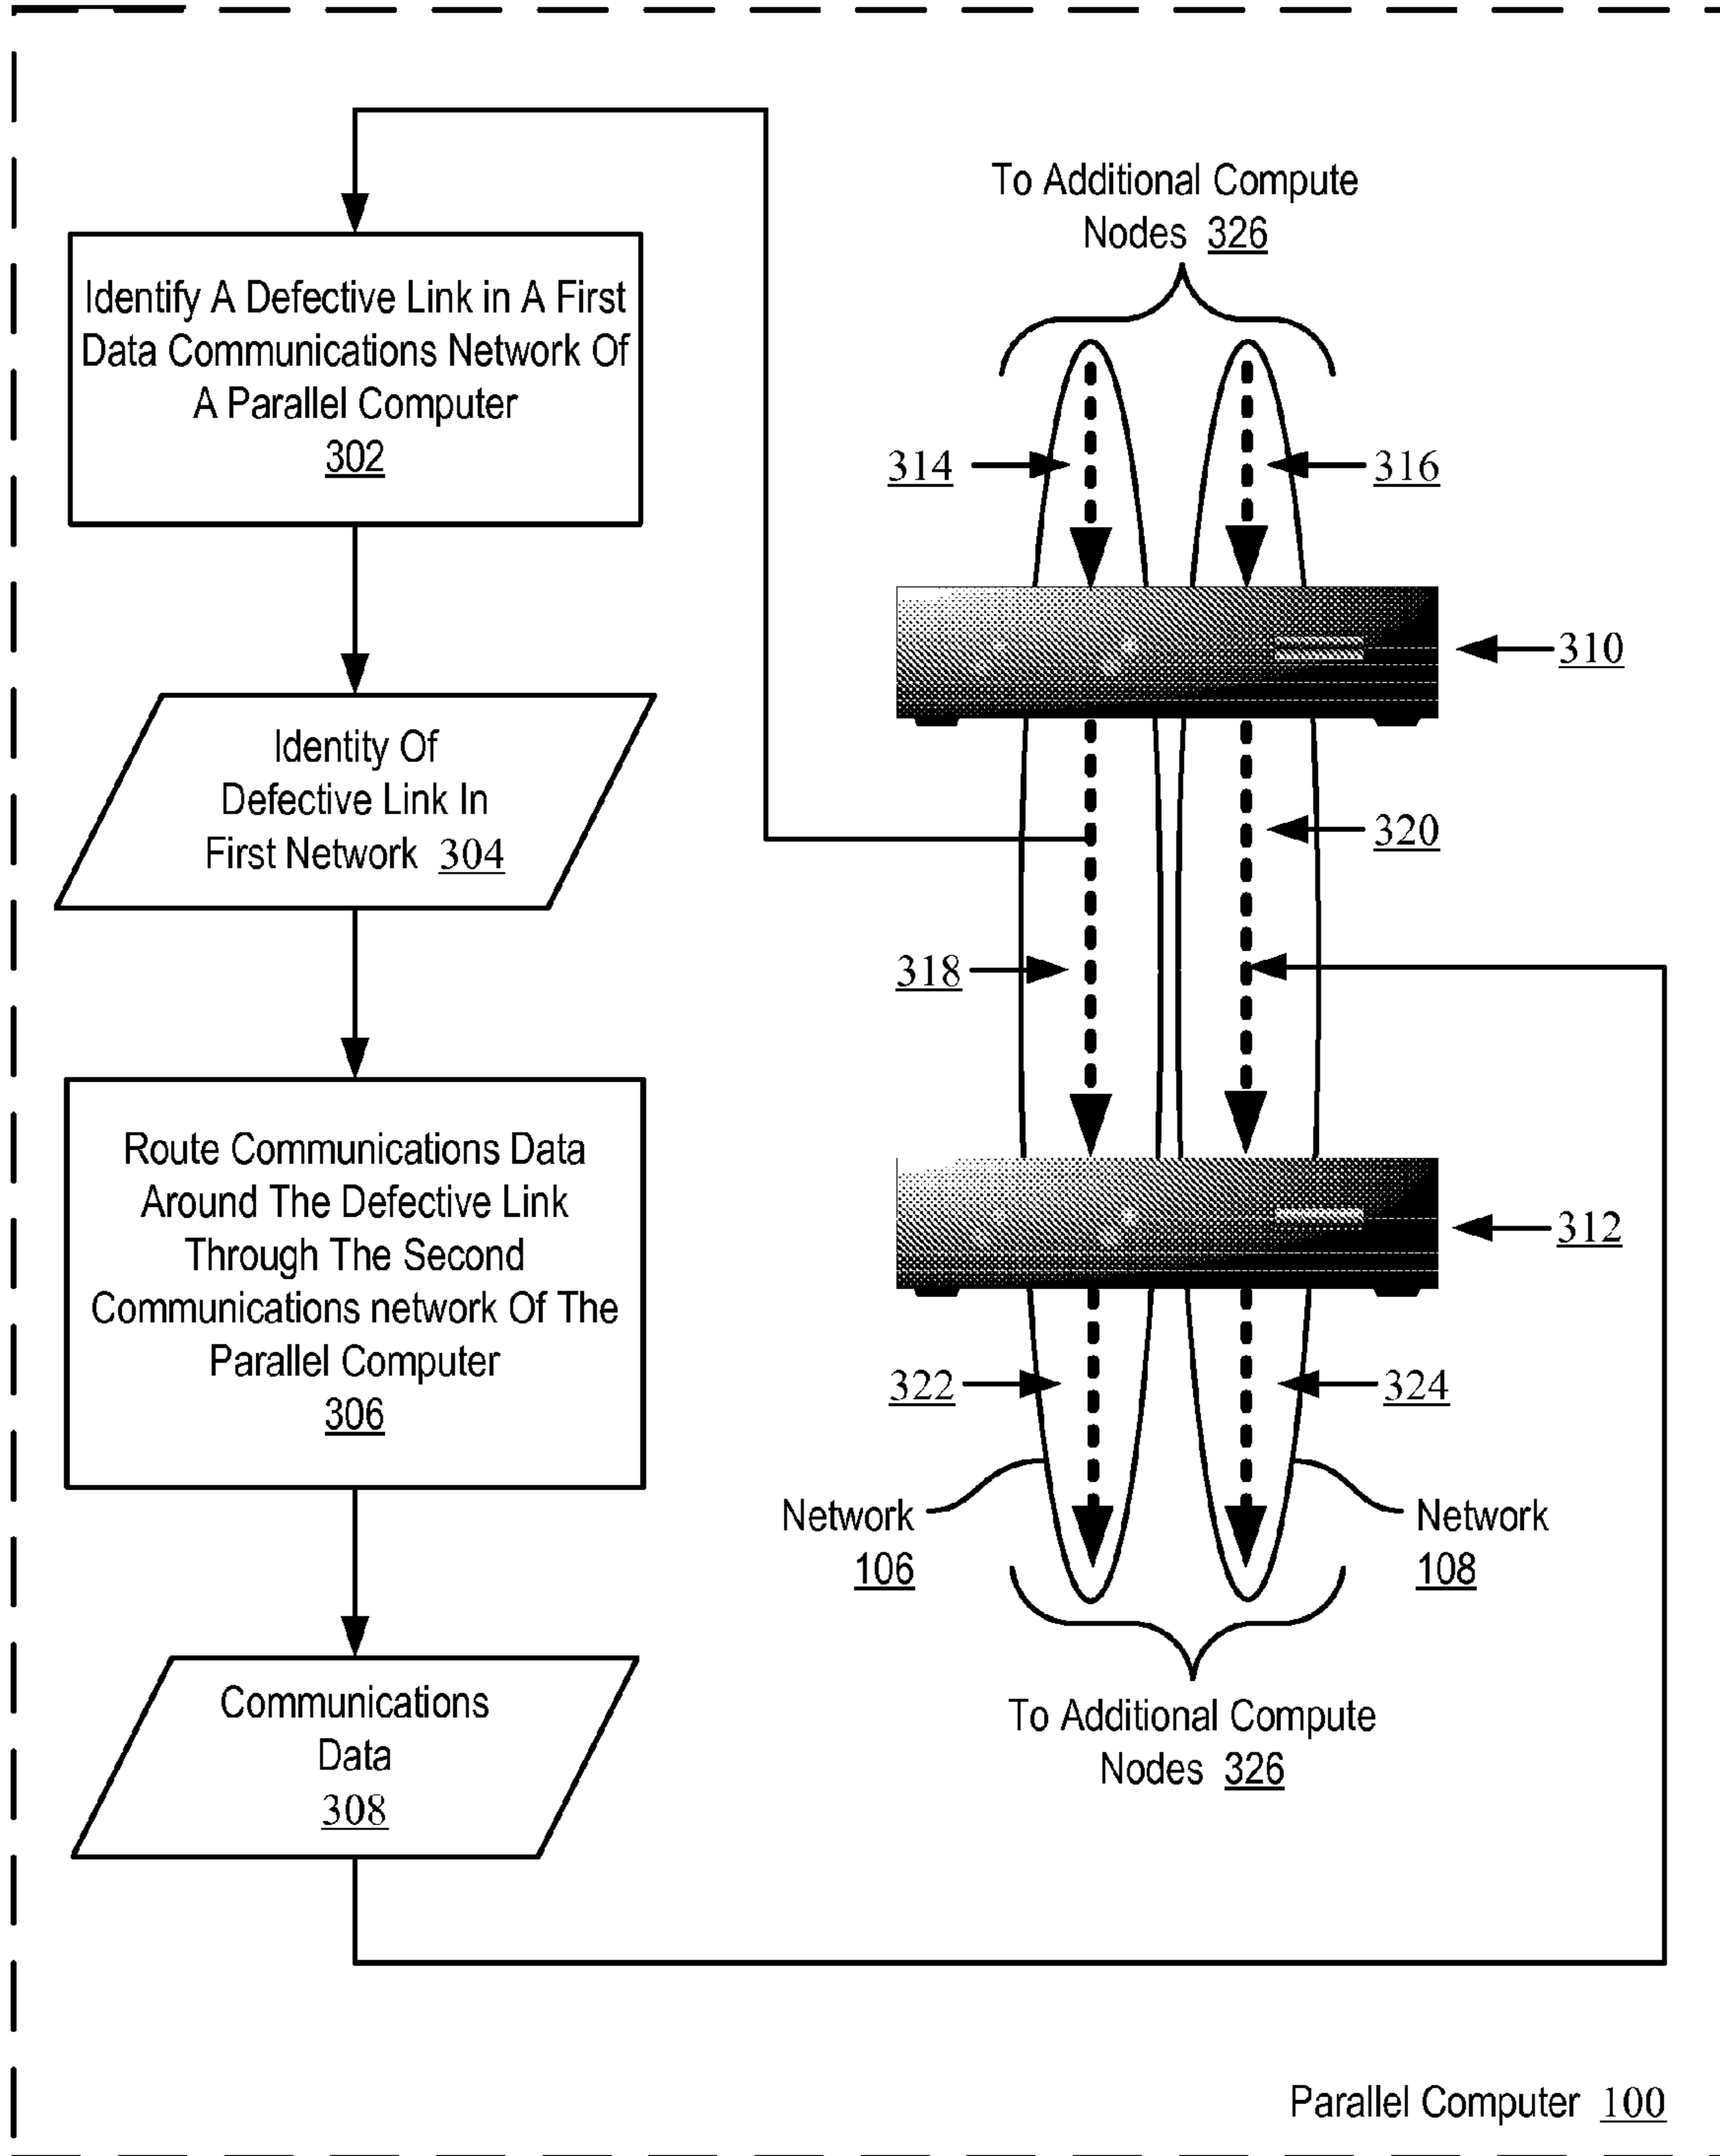 Identify A Defective Link in A First
Data Communications Network Of
A Parallel Computer
302
Identity Of
Defective Link In
First Network 304
Route Communications Data
Around The Defective Link
Through The Second
Communications network Of The
Parallel Computer
306
Communications
Data
308
To Additional Compute
Nodes 326
314
316
310
320
318
312
322
324
Network
106
Network
108
To Additional Compute
Nodes 326
Parallel Computer 100